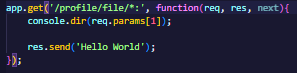 app.get('/profile/file/*:', function(req, res, next){
    console.dir(req.params[1]);
    res.send('Hello World');
});